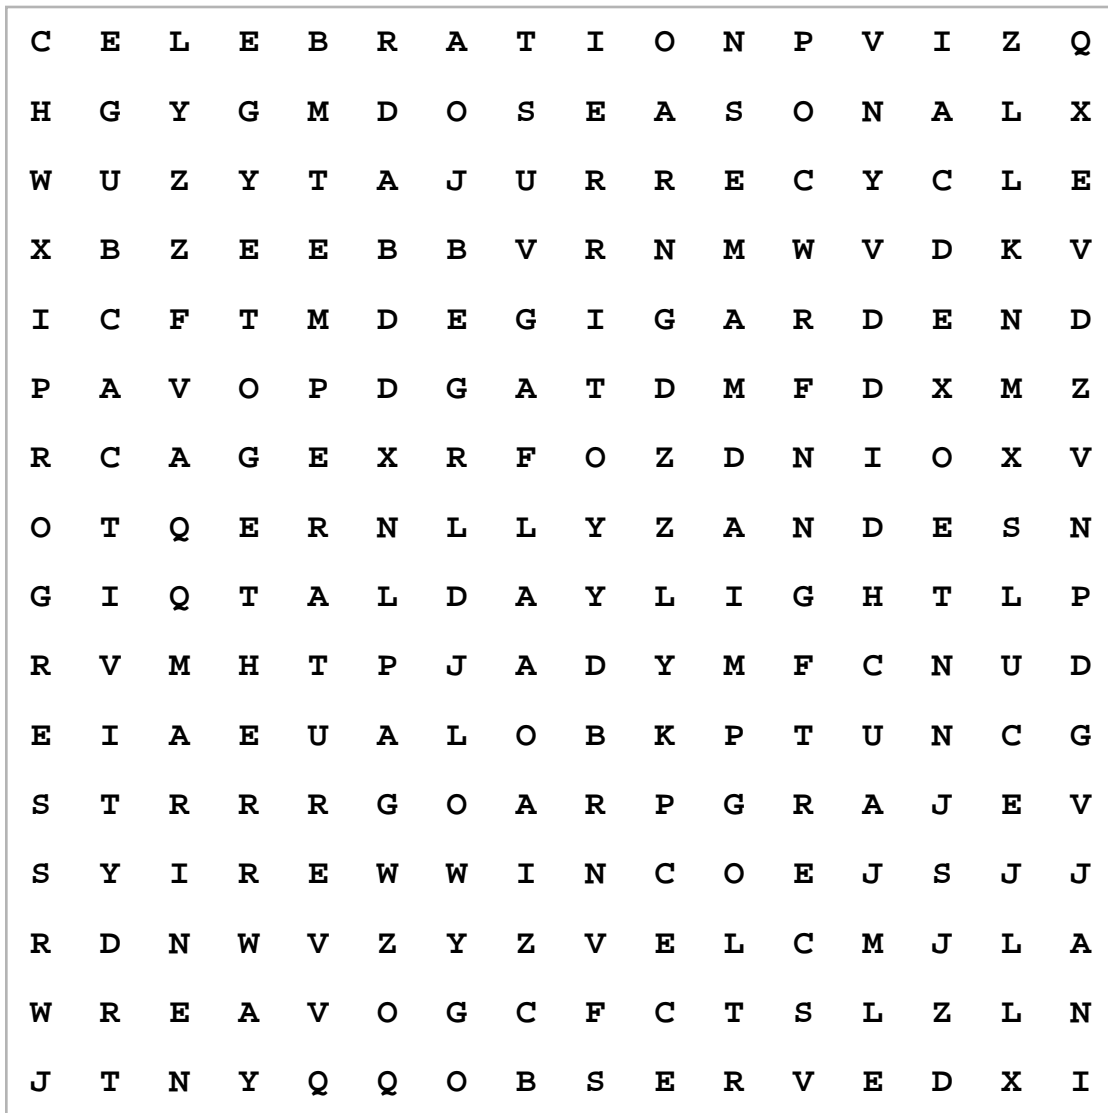 C E L E B R A T I O N P V I Z Q
H G Y G M D O S E A S O N A L X
W U Z Y T A J U R R E C Y C L E
X B Z E E B B V R N M W V D K V
I C F T M D E G I G A R D E N D
P A V O P D G A T D M F D X M Z
R C A G E X R F O Z D N I O X V
O T Q E R N L L Y Z A N D E S N
G I Q T A L D A Y L I G H T L P
R V M H T P J A D Y M F C N U D
E I A E U A L O B K P T U N C G
S T R R R G O A R P G R A J E V
S Y I R E W W I N C O E J S J J
R D N W V Z Y Z V E L C M J L A
W R E A V O G C F C T S L Z L N
J T N Y Q Q O B S E R V E D X I